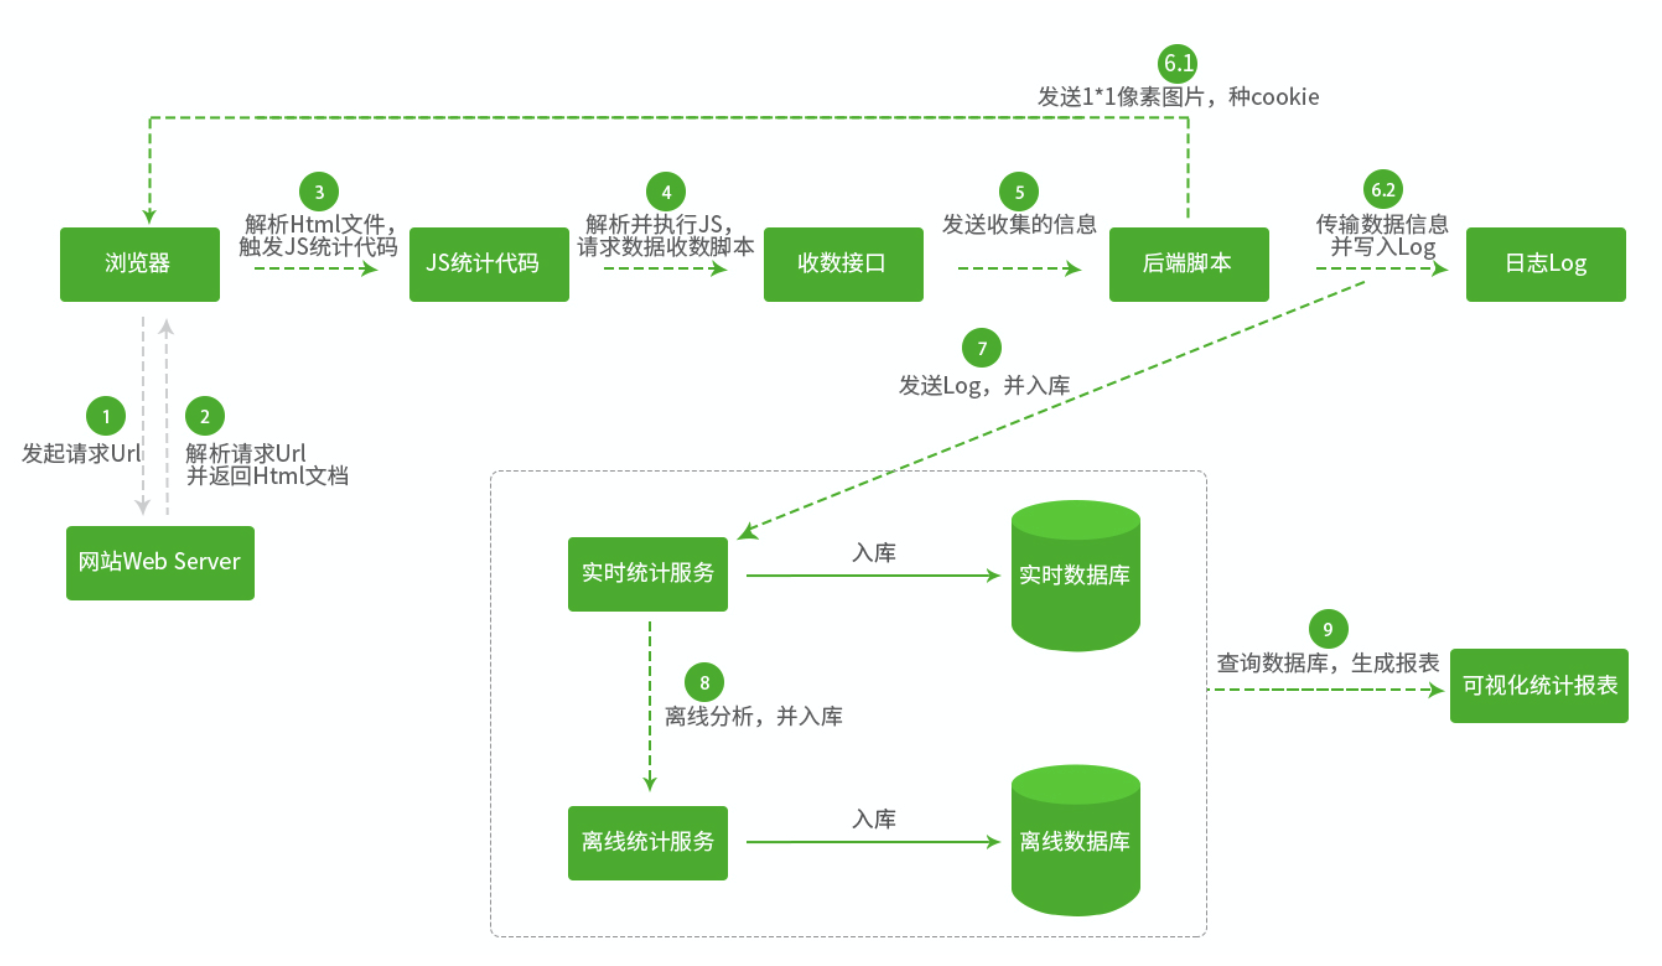 6.1
发送1*1像素图片，种cookie
3
解析Html文件，
触发JS统计代码
4
解析并执行JS，
请求数据收数脚本
5
发送收集的信息
6.2
传输数据信息
并写入Log
浏览器
JS统计代码
收数接口
后端脚本
日志Log
7
发送Log，并入库
1
发起请求Url
2
解析请求Url
并返回Html文档
网站Web Server
实时统计服务
入库
实时数据库
8
离线分析，并入库
9
查询数据库，生成报表
可视化统计报表
离线统计服务
入库
离线数据库